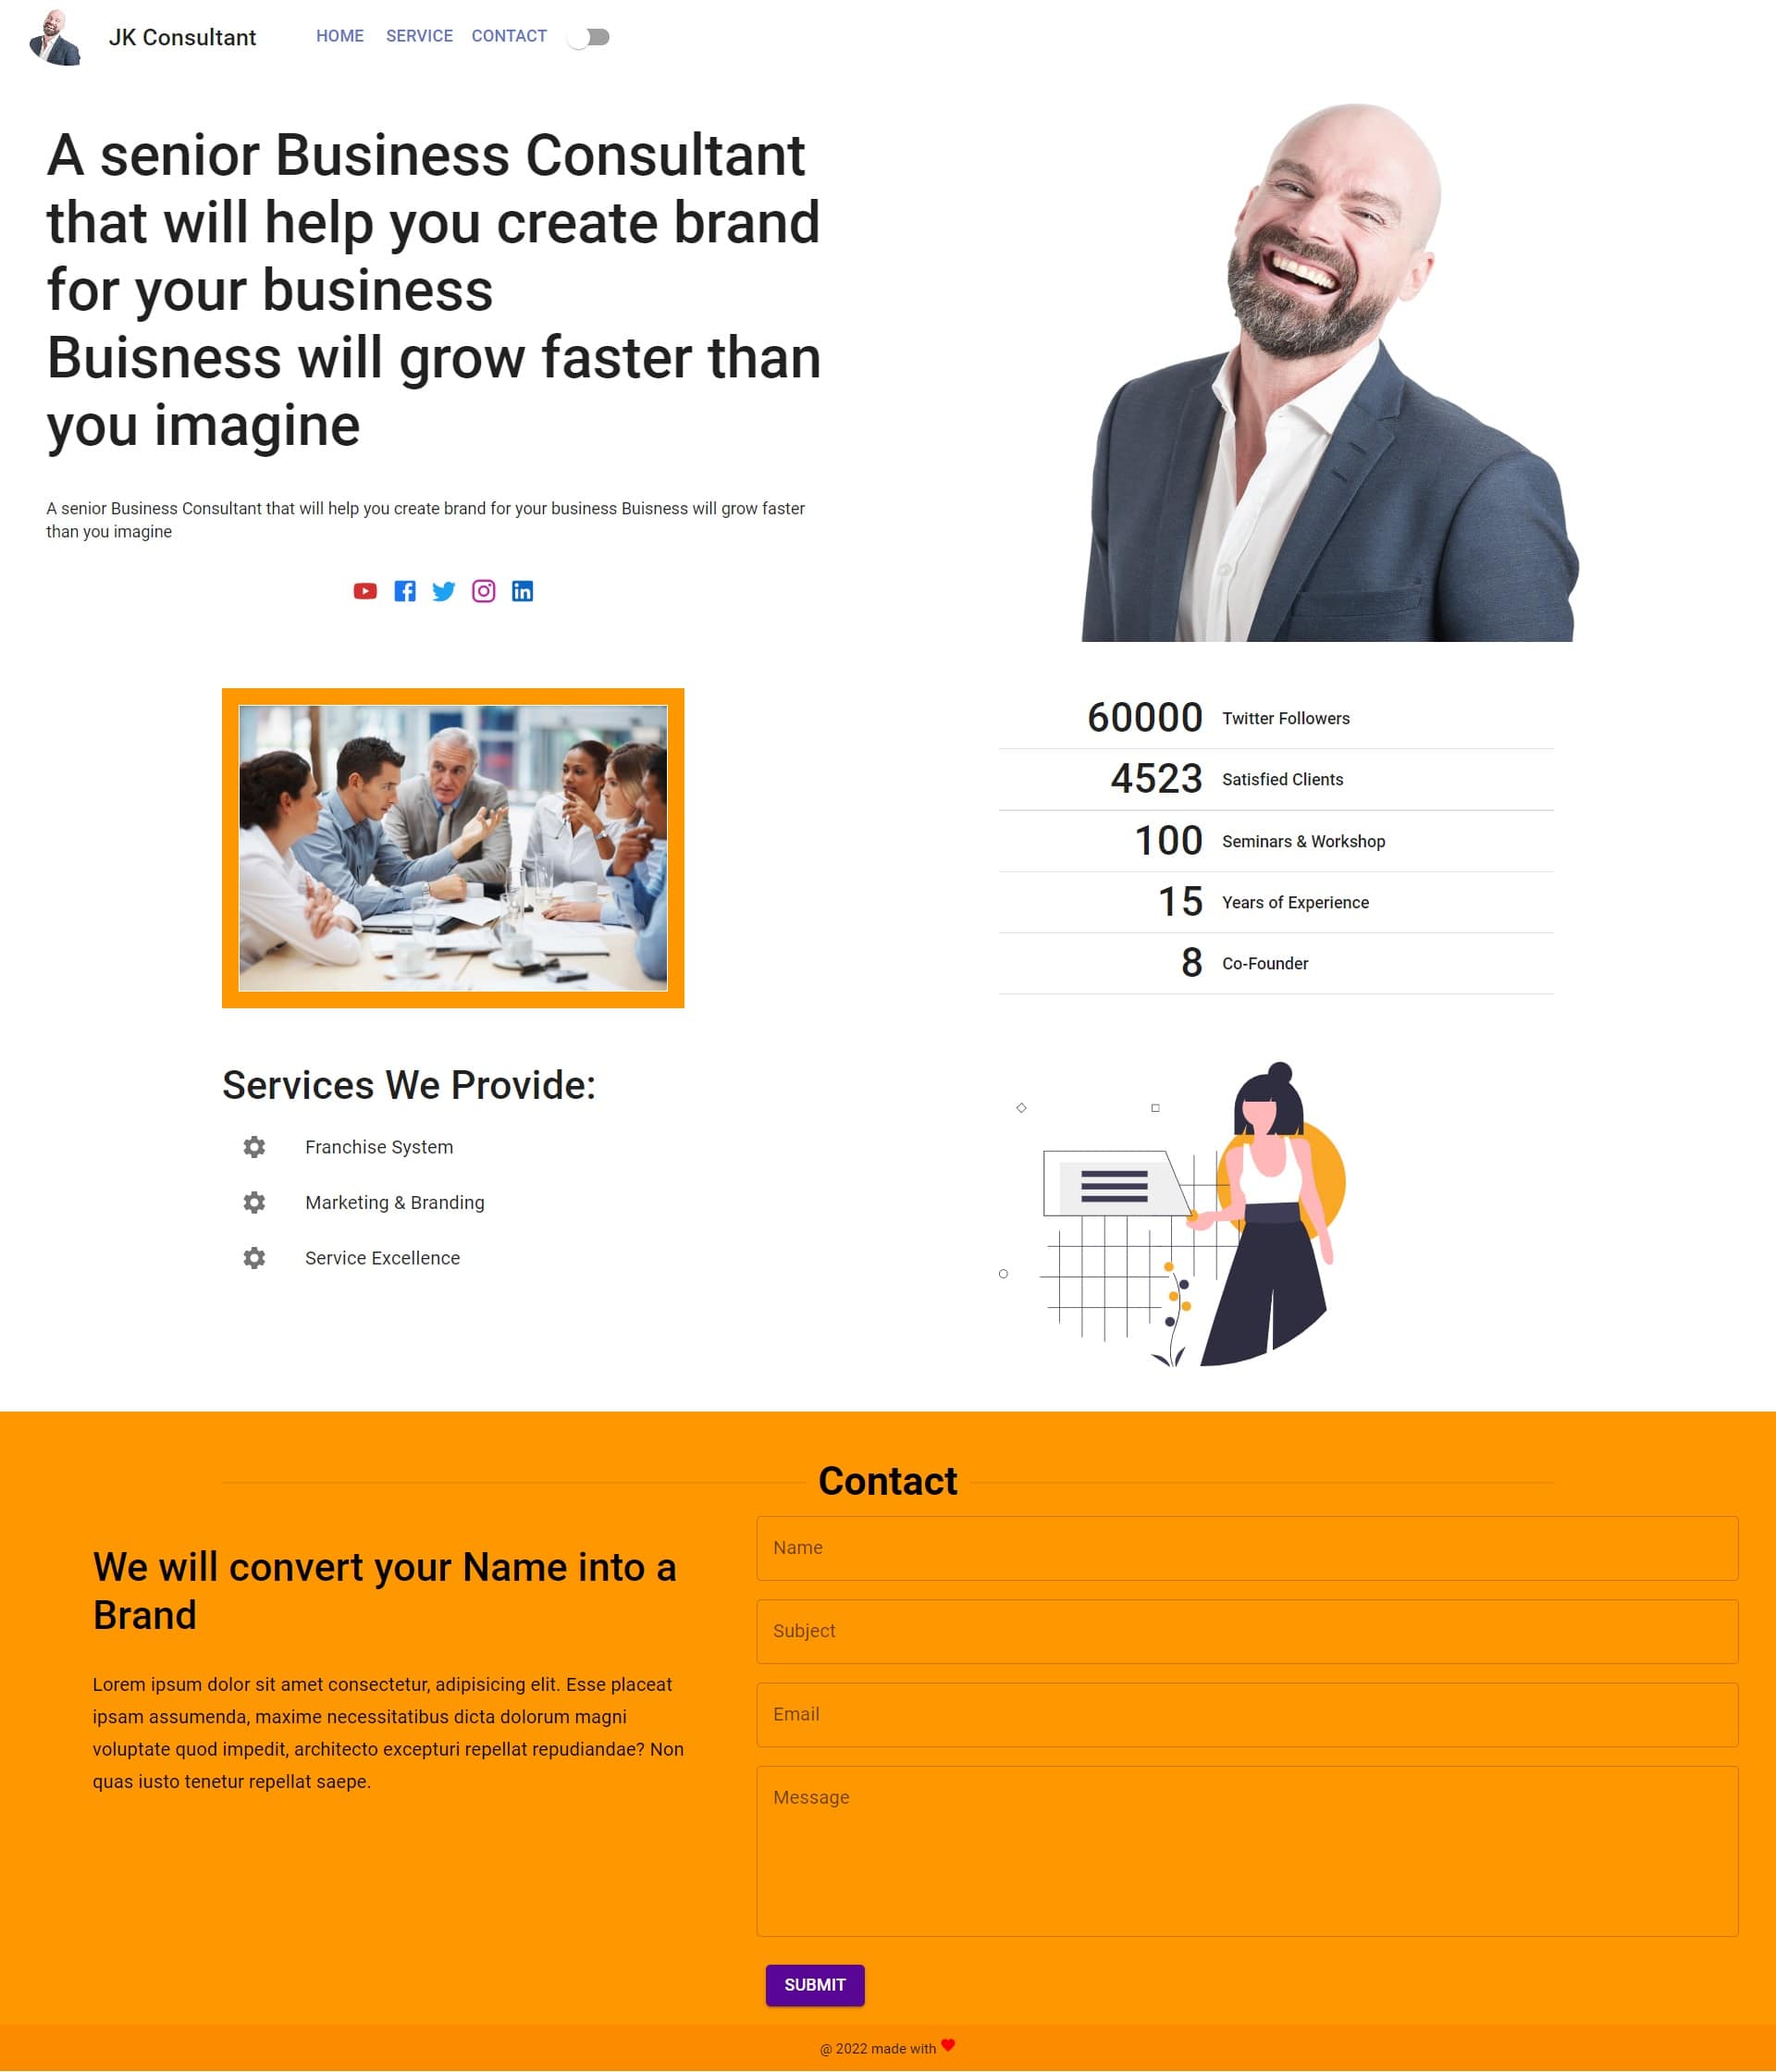 JK Consultant
HOME
SERVICE
CONTACT
A senior Business Consultant
that will help you create brand
for your business
Buisness will grow faster than
you imagine
A senior Business Consultant that will help you create brand for your business Buisness will grow faster
than you imagine
60000 Twitter Followers
4523 Satisfied Clients
100 Seminars & Workshop
15 Years of Experience
8 Co-Founder
Services We Provide:
Franchise System
Marketing & Branding
Service Excellence
Contact
We will convert your Name into a
Brand
Lorem ipsum dolor sit amet consectetur, adipisicing elit. Esse placeat
ipsam assumenda, maxime necessitatibus dicta dolorum magni
voluptate quod impedit, architecto excepturi repellat repudiandae? Non
quas iusto tenetur repellat saepe.
Name
Subject
Email
Message
SUBMIT
@ 2022 made with ❤